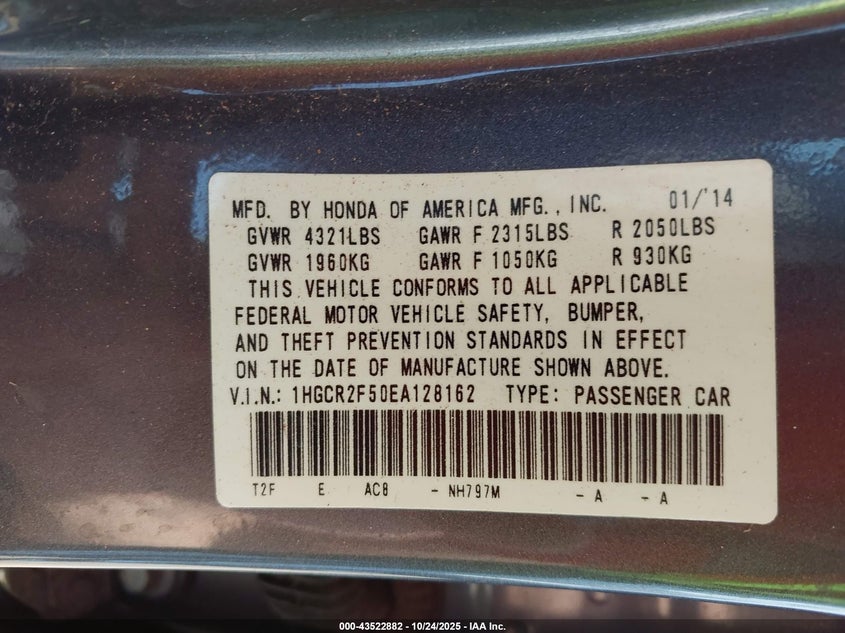 MFD. BY HONDA OF AMERICA MFG., INC. 01/'14
GVWR 4321LBS GAWR F 2315LBS R 2050LBS
GVWR 1960KG GAWR F 1050KG R 930KG
THIS VEHICLE CONFORMS TO ALL APPLICABLE
FEDERAL MOTOR VEHICLE SAFETY, BUMPER,
AND THEFT PREVENTION STANDARDS IN EFFECT
ON THE DATE OF MANUFACTURE SHOWN ABOVE.
V.I.N.: 1HGCR2F50EA128162 TYPE: PASSENGER CAR
T2F E AC8 - NH797M - A - A
000-43522882 - 10/24/2025 - IAA Inc.